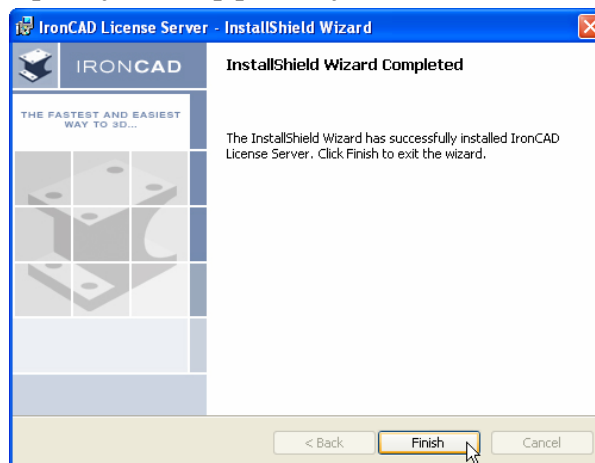 IronCAD License Server - InstallShield Wizard
IRONCAD
InstallShield Wizard Completed
THE FASTEST AND EASIEST
WAY TO 3D...
The InstallShield Wizard has successfully installed IronCAD
License Server. Click Finish to exit the wizard.
< Back
Finish
Cancel